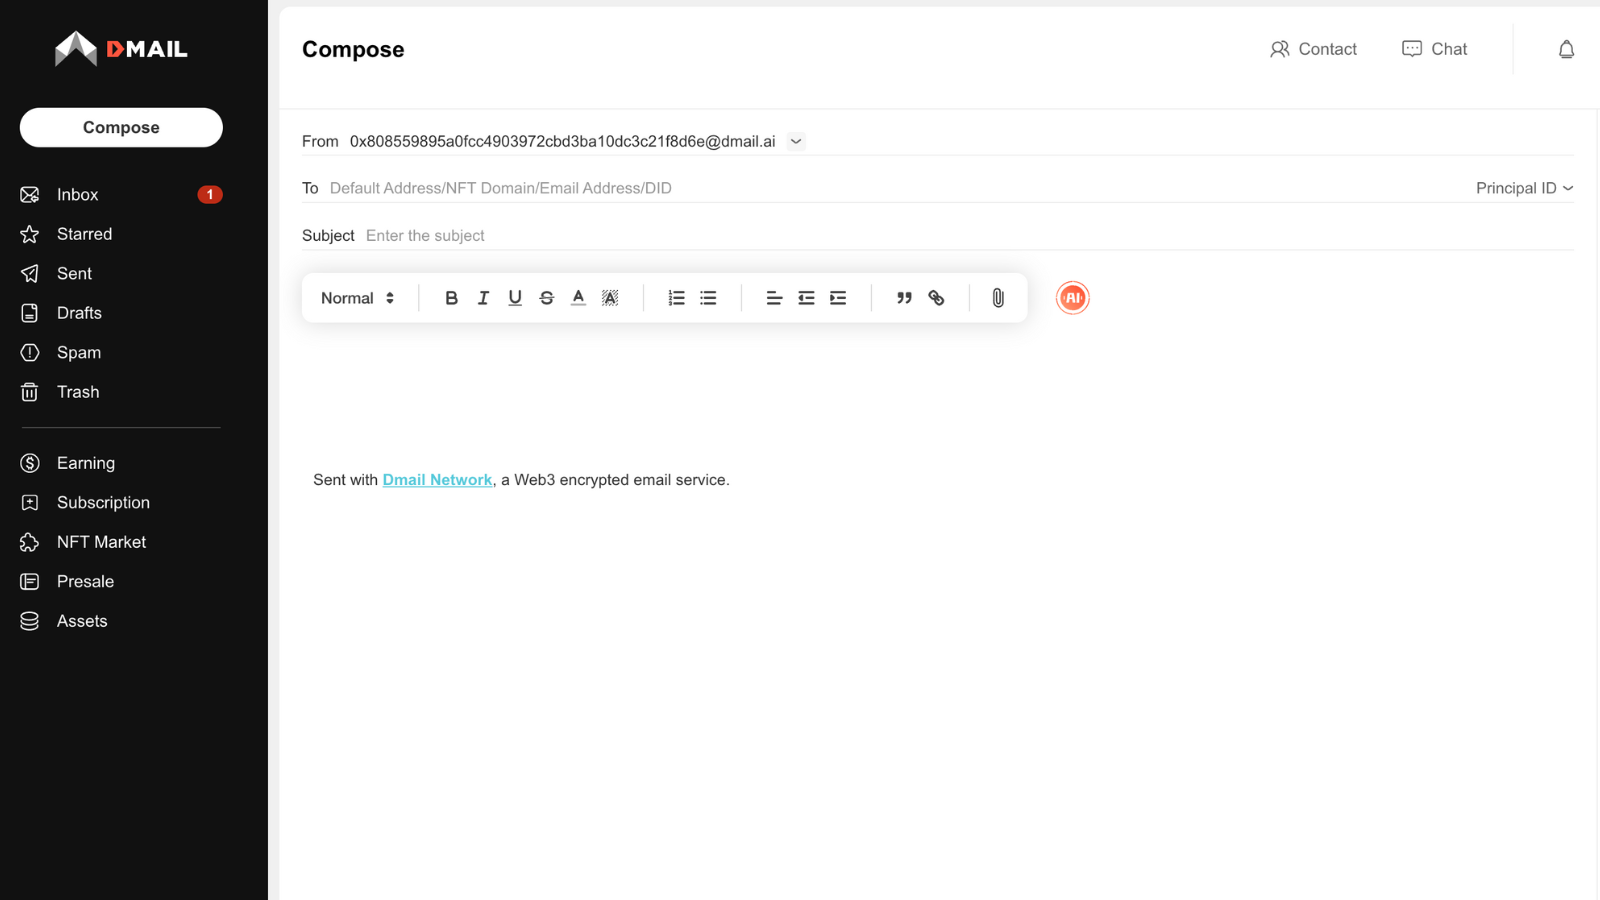 DMAIL
Compose
Contact
Chat
Compose
Inbox 1
Starred
Sent
Drafts
Spam
Trash
Earning
Subscription
NFT Market
Presale
Assets
From 0x808559895a0fcc4903972cbd3ba10dc3c21f8d6e@dmail.ai
To Default Address/NFT Domain/Email Address/DID Principal ID
Subject Enter the subject
Normal B I U S A A AI
Sent with Dmail Network, a Web3 encrypted email service.